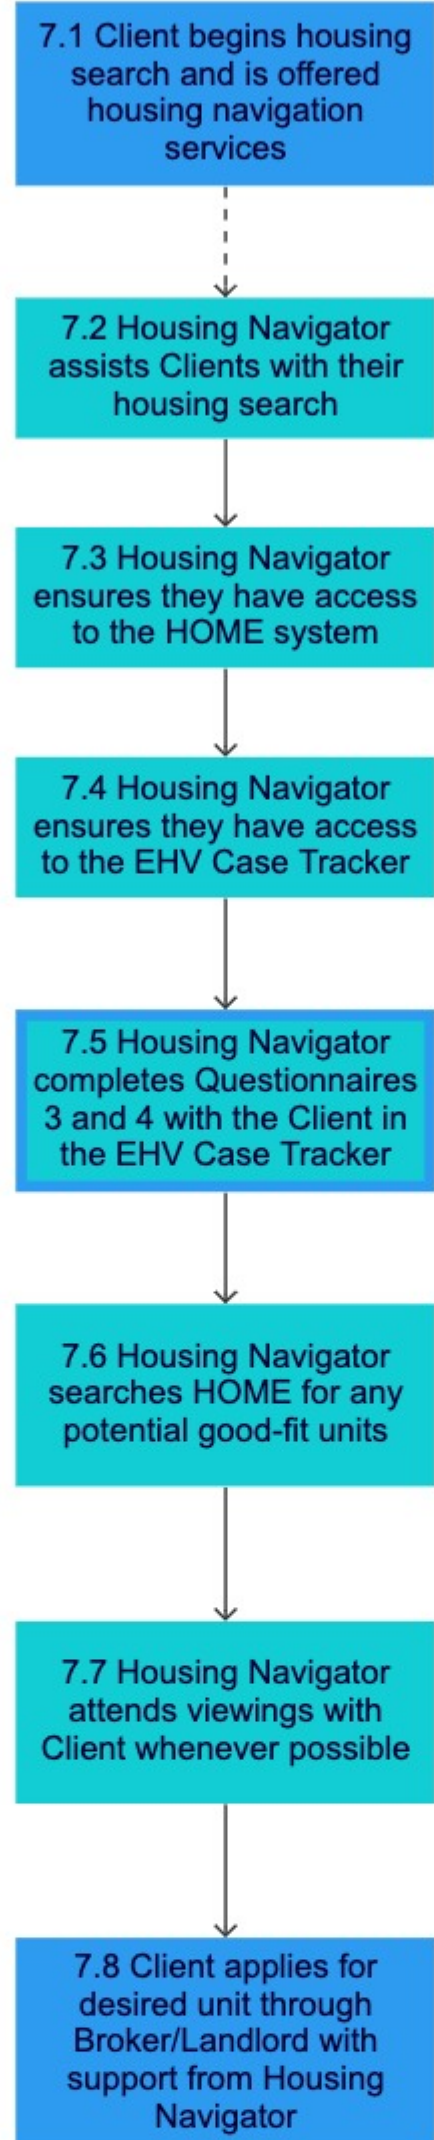 7.1 Client begins housing
search and is offered
housing navigation
services
7.2 Housing Navigator
assists Clients with their
housing search
7.3 Housing Navigator
ensures they have access
to the HOME system
7.4 Housing Navigator
ensures they have access
to the EHV Case Tracker
7.5 Housing Navigator
completes Questionnaires
3 and 4 with the Client in
the EHV Case Tracker
7.6 Housing Navigator
searches HOME for any
potential good-fit units
7.7 Housing Navigator
attends viewings with
Client whenever possible
7.8 Client applies for
desired unit through
Broker/Landlord with
support from Housing
Navigator